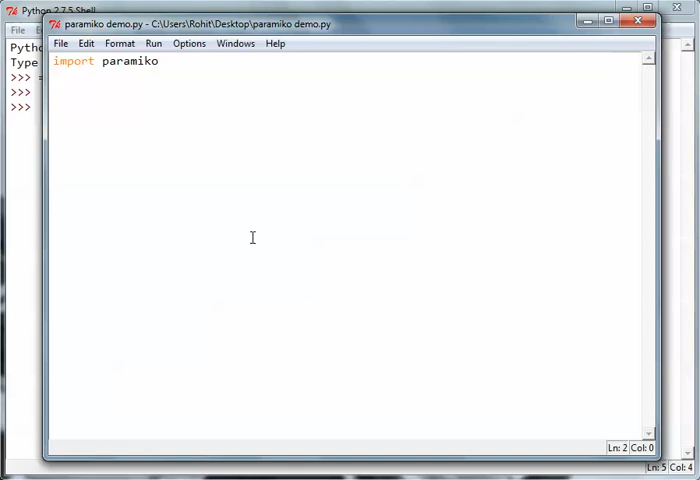 Python 2.7.5 Shell
paramiko demo.py - C:\Users\Rohit\Desktop\paramiko demo.py
File
File Edit Format Run Options Windows Help
Type
import paramiko
>>>
>>>
>>>
Ln: 2 Col: 0
Ln: 5 Col: 4